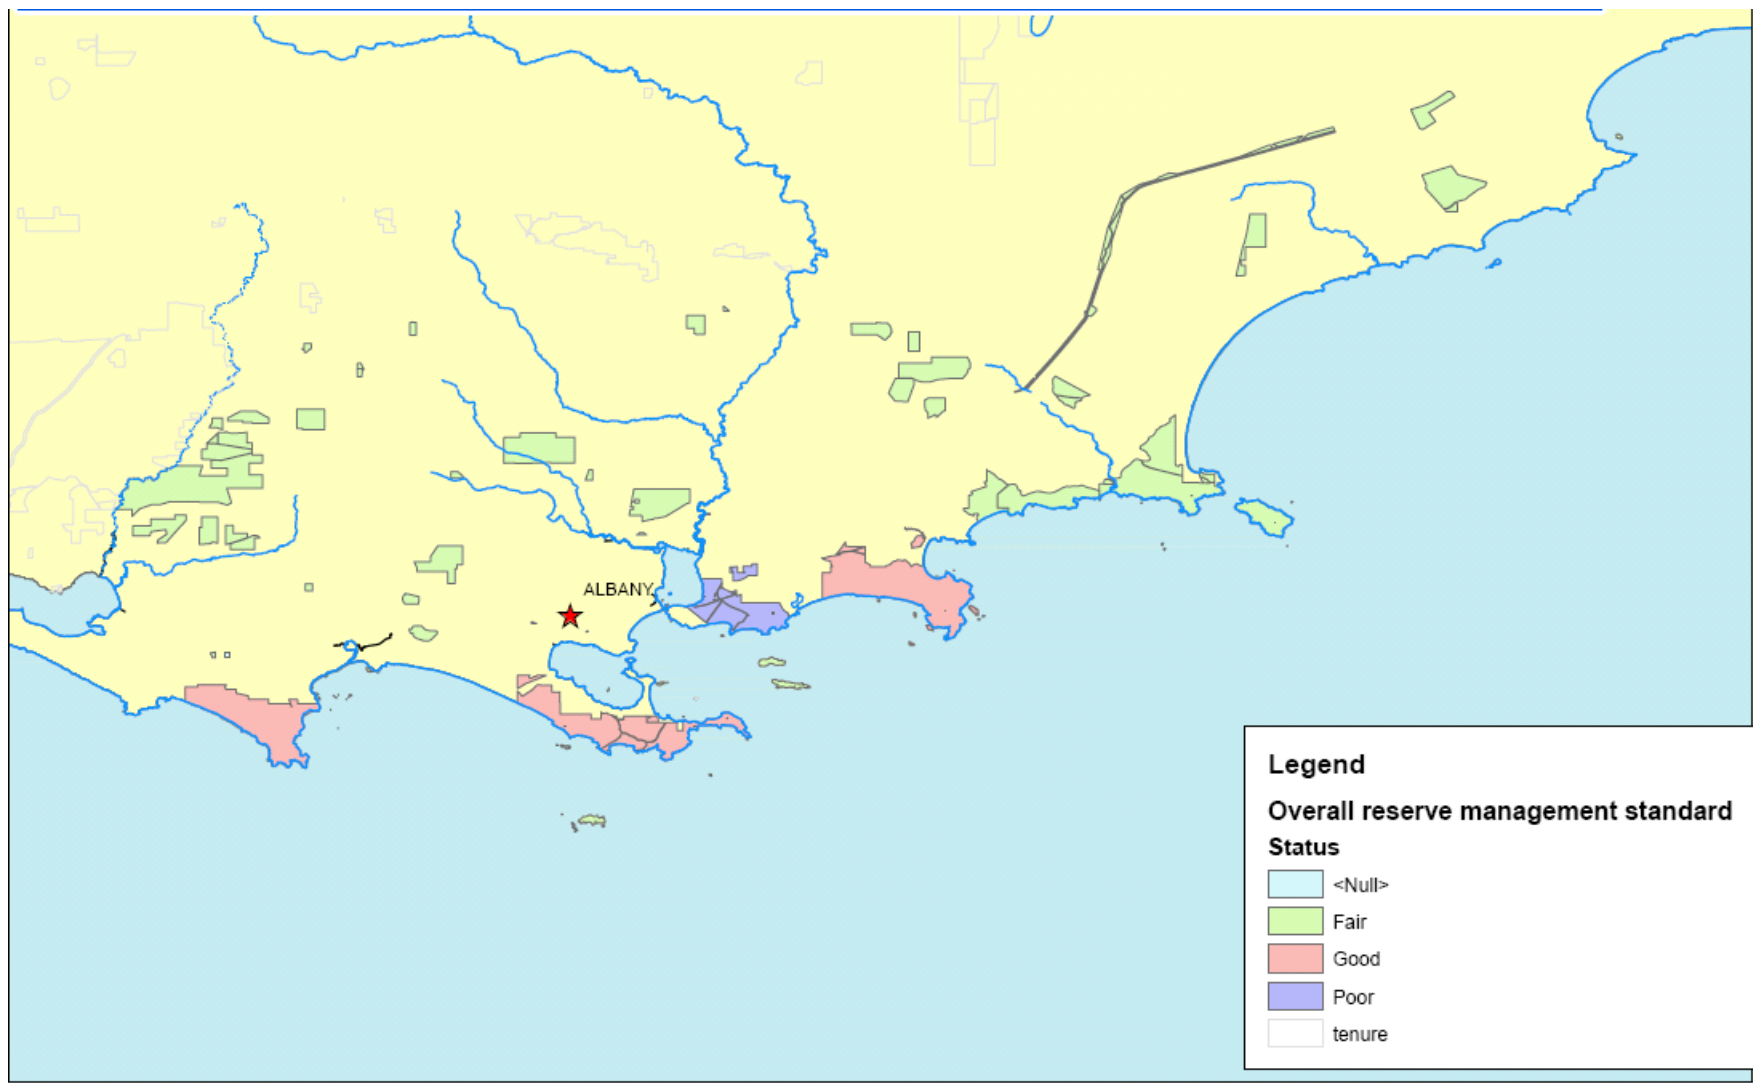 ALBANY
Legend
Overall reserve management standard
Status
<Null>
Fair
Good
Poor
tenure